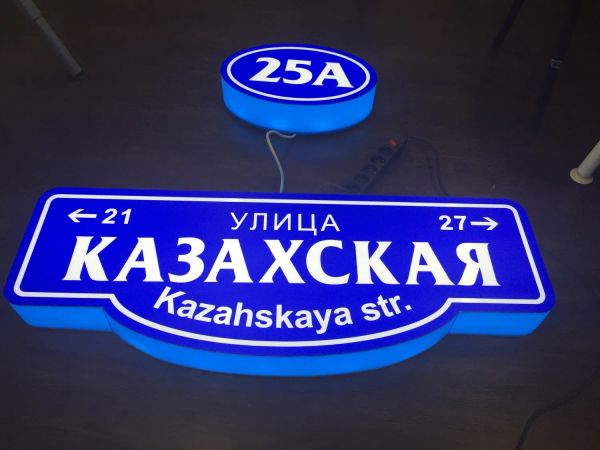 25А
← 21 УЛИЦА 27 →
КАЗАХСКАЯ
Kazahskaya str.